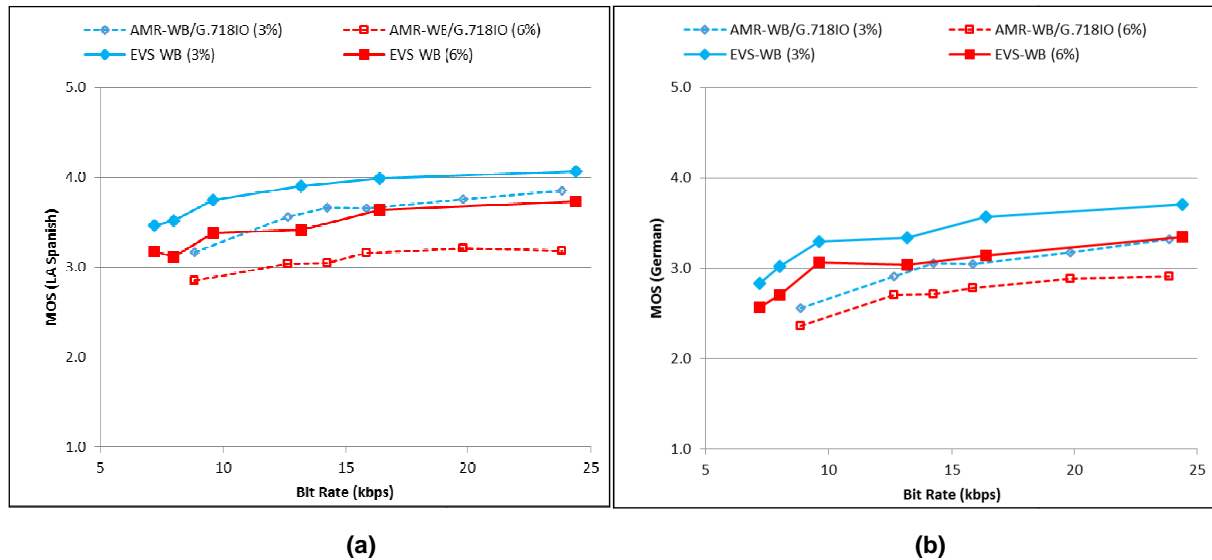 AMR-WB/G.718IO (3%) AMR-WB/G.718IO (6%)
EVS WB (3%) EVS WB (6%)
5.0
4.0
3.0
2.0
1.0
MOS (LA Spanish)
5 10 15 20 25
Bit Rate (kbps)
(a)
AMR-WB/G.718IO (3%) AMR-WB/G.718IO (6%)
EVS-WB (3%) EVS-WB (6%)
5.0
4.0
3.0
2.0
1.0
MOS (German)
5 10 15 20 25
Bit Rate (kbps)
(b)